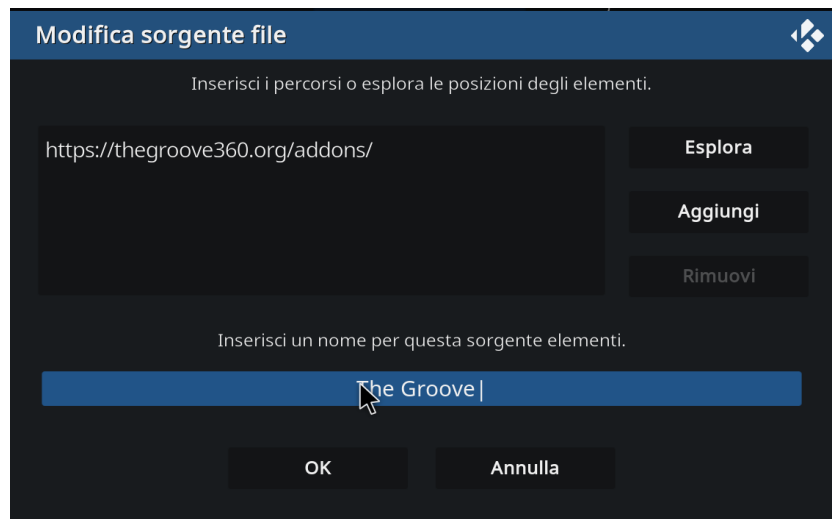 Modifica sorgente file
Inserisci i percorsi o esplora le posizioni degli elementi.
https://thegroove360.org/addons/
Esplora
Aggiungi
Rimuovi
Inserisci un nome per questa sorgente elementi.
The Groove
OK
Annulla